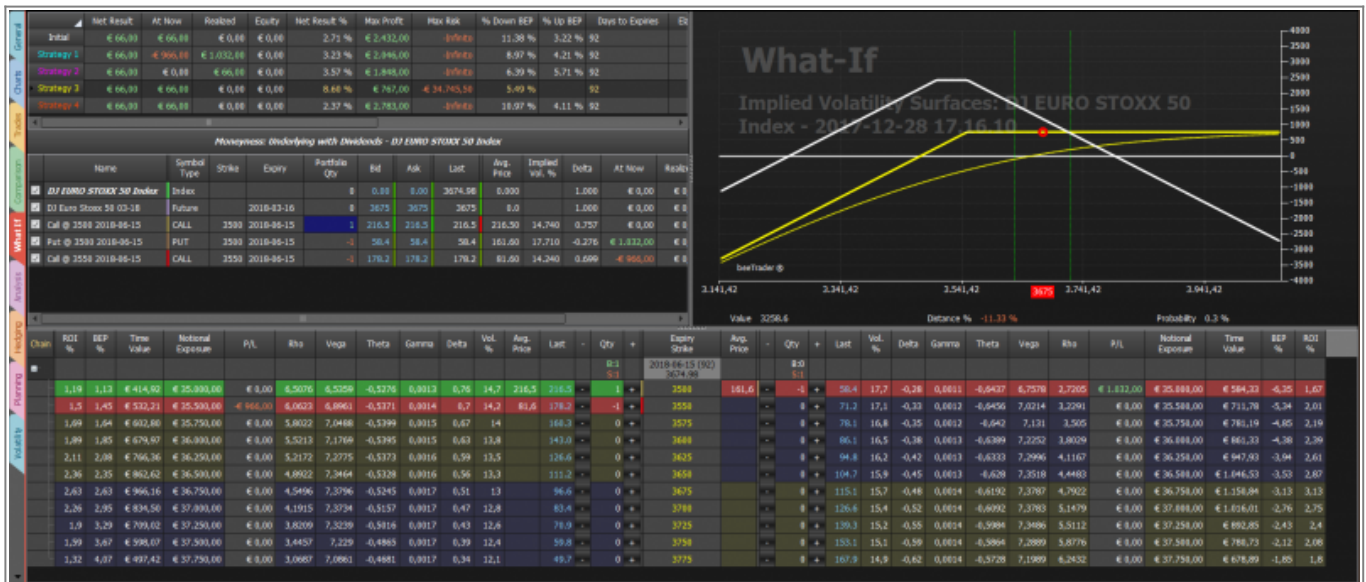 Net Result At Now Realized Equity Net Result % Max Profit Max Risk % Down BEP % Up BEP Days to Expires
Initial € 66,00 € 66,00 € 0,00 € 0,00 2.71 % € 2.432,00 -Infinito 11.38 % 3.22 % 92
Strategy 1 € 66,00 -€ 966,00 € 1.032,00 € 0,00 3.23 % € 2.046,00 -Infinito 8.97 % 4.21 % 92
Strategy 2 € 66,00 € 0,00 € 66,00 € 0,00 3.57 % € 1.848,00 -Infinito 6.39 % 5.71 % 92
Strategy 3 € 66,00 € 66,00 € 0,00 € 0,00 8.60 % € 767,00 -€ 34.745,50 5.49 % 92
Strategy 4 € 66,00 € 66,00 € 0,00 € 0,00 2.37 % € 2.783,00 -Infinito 10.97 % 4.11 % 92
General
Charts
Trades
Comparison
What If
Analysis
Hedging
Planning
Volatility
Moneyness: Underlying with Dividends - DJ EURO STOXX 50 Index
Name Symbol Type Strike Expiry Portfolio Qty Bid Ask Last Avg. Price Implied Vol. % Delta At Now
DJ EURO STOXX 50 Index Index 0 0.00 0.00 3674.98 0.000 1.000 € 0,00
DJ Euro Stoxx 50 03-18 Future 2018-03-16 0 3675 3675 3675 0.0 1.000 € 0,00
Call @ 3500 2018-06-15 CALL 3500 2018-06-15 1 216.5 216.5 216.5 216.50 14.740 0.757 € 0,00
Put @ 3500 2018-06-15 PUT 3500 2018-06-15 -1 58.4 58.4 58.4 161.60 17.710 -0.276 € 1.032,00
Call @ 3550 2018-06-15 CALL 3550 2018-06-15 -1 178.2 178.2 178.2 81.60 14.240 0.699 -€ 966,00
What-If
Implied Volatility Surfaces: DJ EURO STOXX 50
Index - 2017-12-28 17.16.10
4000
3500
3000
2500
2000
1500
1000
500
0
-500
-1000
-1500
-2000
-2500
-3000
-3500
-4000
beeTrader ®
3.141,42 3.341,42 3.541,42 3675 3.741,42 3.941,42
Value 3258.6 Distance % -11.33 % Probability 0.3 %
Chain ROI % BEP % Time Value Notional Exposure P/L Rho Vega Theta Gamma Delta Vol. % Avg. Price Last - Qty + Expiry Strike Avg. Price - Qty + Last Vol. % Delta Gamma Theta Vega Rho P/L Notional Exposure Time Value BEP % ROI %
B:1 S:1 2018-06-15 (92) 3674.98 B:0 S:1
1,19 1,13 € 414,92 € 35.000,00 € 0,00 6,5076 6,5359 -0,5276 0,0013 0,76 14,7 216,5 216.5 1 + 3500 161,6 - -1 + 58.4 17,7 -0,28 0,0011 -0,6437 6,7578 2,7205 € 1.032,00 € 35.000,00 € 584,33 -6,35 1,67
1,5 1,45 € 532,21 € 35.500,00 -€ 966,00 6,0623 6,8961 -0,5371 0,0014 0,7 14,2 81,6 178.2 - -1 + 3550 - 0 + 71.2 17,1 -0,33 0,0012 -0,6456 7,0214 3,2291 € 0,00 € 35.500,00 € 711,78 -5,34 2,01
1,69 1,64 € 602,80 € 35.750,00 € 0,00 5,8022 7,0488 -0,5399 0,0015 0,67 14 160.3 - 0 + 3575 - 0 + 78.1 16,8 -0,35 0,0012 -0,642 7,131 3,505 € 0,00 € 35.750,00 € 781,19 -4,85 2,19
1,89 1,85 € 679,97 € 36.000,00 € 0,00 5,5213 7,1769 -0,5395 0,0015 0,63 13,8 143.0 - 0 + 3600 - 0 + 86.1 16,5 -0,38 0,0013 -0,6389 7,2252 3,8029 € 0,00 € 36.000,00 € 861,33 -4,38 2,39
2,11 2,08 € 766,36 € 36.250,00 € 0,00 5,2172 7,2775 -0,5373 0,0016 0,59 13,5 126.6 - 0 + 3625 - 0 + 94.8 16,2 -0,42 0,0013 -0,6333 7,2996 4,1167 € 0,00 € 36.250,00 € 947,93 -3,94 2,61
2,36 2,35 € 862,62 € 36.500,00 € 0,00 4,8922 7,3464 -0,5328 0,0016 0,56 13,3 111.2 - 0 + 3650 - 0 + 104.7 15,9 -0,45 0,0013 -0,628 7,3518 4,4483 € 0,00 € 36.500,00 € 1.046,53 -3,53 2,87
2,63 2,63 € 966,16 € 36.750,00 € 0,00 4,5496 7,3796 -0,5245 0,0017 0,51 13 96.6 - 0 + 3675 - 0 + 115.1 15,7 -0,48 0,0014 -0,6192 7,3787 4,7922 € 0,00 € 36.750,00 € 1.150,84 -3,13 3,13
2,26 2,95 € 834,50 € 37.000,00 € 0,00 4,1915 7,3734 -0,5157 0,0017 0,47 12,8 83.4 - 0 + 3700 - 0 + 126.6 15,4 -0,52 0,0014 -0,6092 7,3783 5,1479 € 0,00 € 37.000,00 € 1.016,01 -2,76 2,75
1,9 3,29 € 709,02 € 37.250,00 € 0,00 3,8209 7,3239 -0,5016 0,0017 0,43 12,6 70.9 - 0 + 3725 - 0 + 139.3 15,2 -0,55 0,0014 -0,5984 7,3486 5,5112 € 0,00 € 37.250,00 € 892,85 -2,43 2,4
1,59 3,67 € 598,07 € 37.500,00 € 0,00 3,4457 7,229 -0,4865 0,0017 0,39 12,4 59.8 - 0 + 3750 - 0 + 153.1 15,1 -0,59 0,0014 -0,5864 7,2889 5,8776 € 0,00 € 37.500,00 € 780,73 -2,12 2,08
1,32 4,07 € 497,42 € 37.750,00 € 0,00 3,0687 7,0861 -0,4681 0,0017 0,34 12,1 49.7 - 0 + 3775 - 0 + 167.9 14,9 -0,62 0,0014 -0,5728 7,1989 6,2432 € 0,00 € 37.750,00 € 678,89 -1,85 1,8